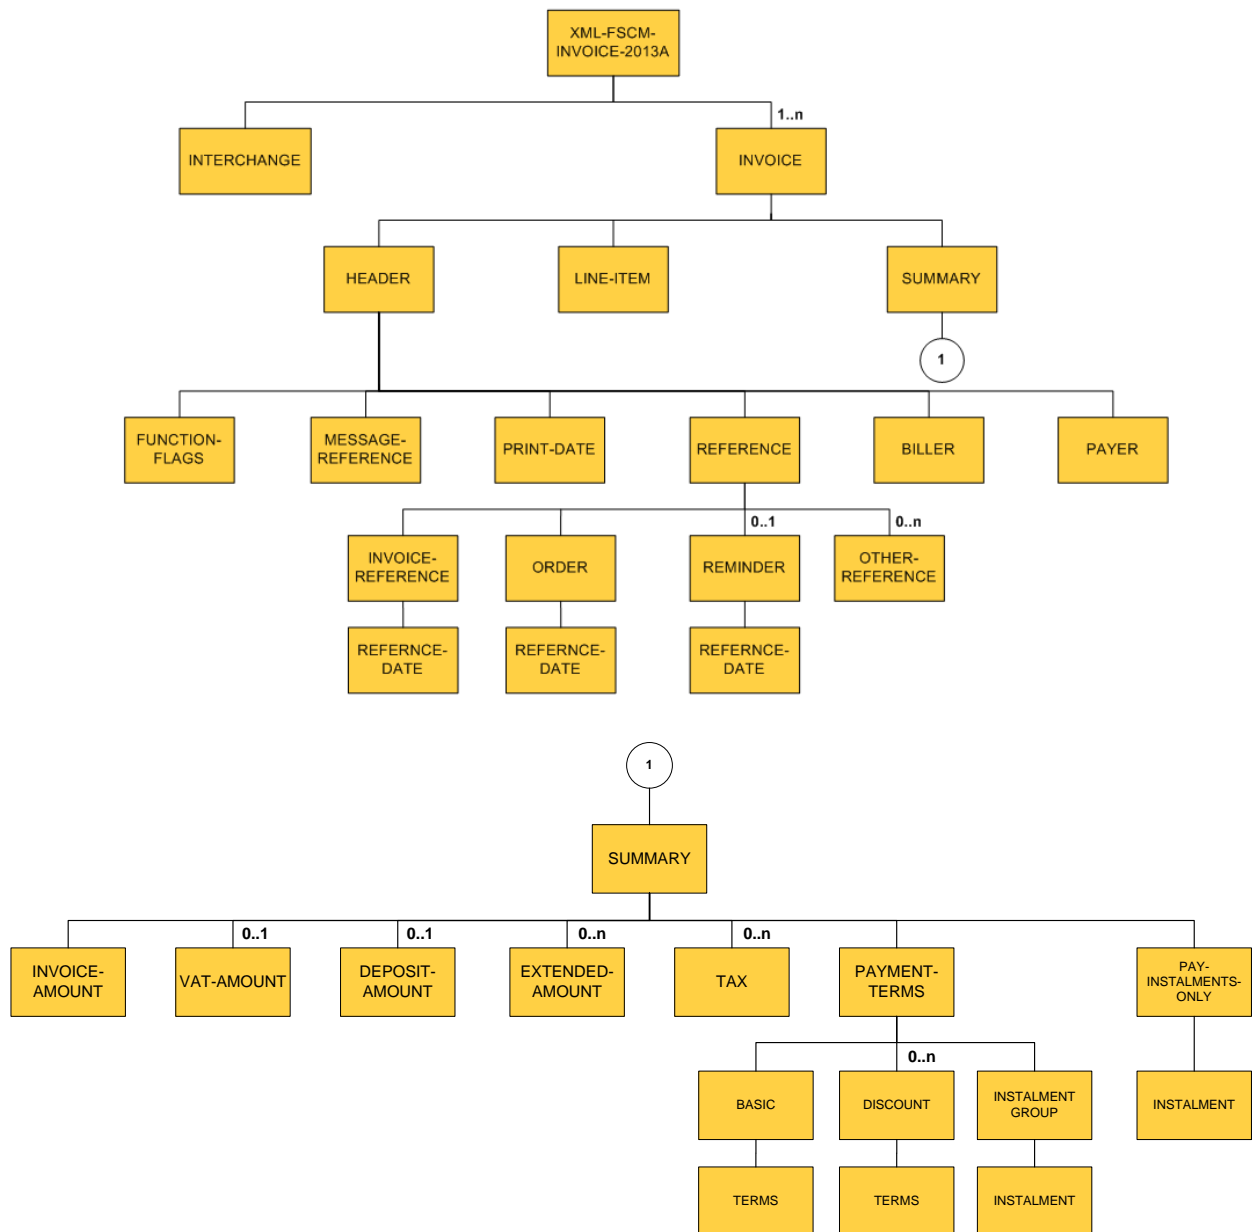 XML-FSCM-
INVOICE-2013A
1..n
INTERCHANGE
INVOICE
HEADER
LINE-ITEM
SUMMARY
1
FUNCTION-
FLAGS
MESSAGE-
REFERENCE
PRINT-DATE
REFERENCE
BILLER
PAYER
0..1
0..n
INVOICE-
REFERENCE
ORDER
REMINDER
OTHER-
REFERENCE
REFERNCE-
DATE
REFERNCE-
DATE
REFERNCE-
DATE
1
SUMMARY
0..1
0..1
0..n
0..n
INVOICE-
AMOUNT
VAT-AMOUNT
DEPOSIT-
AMOUNT
EXTENDED-
AMOUNT
TAX
PAYMENT-
TERMS
PAY-
INSTALMENTS-
ONLY
0..n
BASIC
DISCOUNT
INSTALMENT
GROUP
INSTALMENT
TERMS
TERMS
INSTALMENT